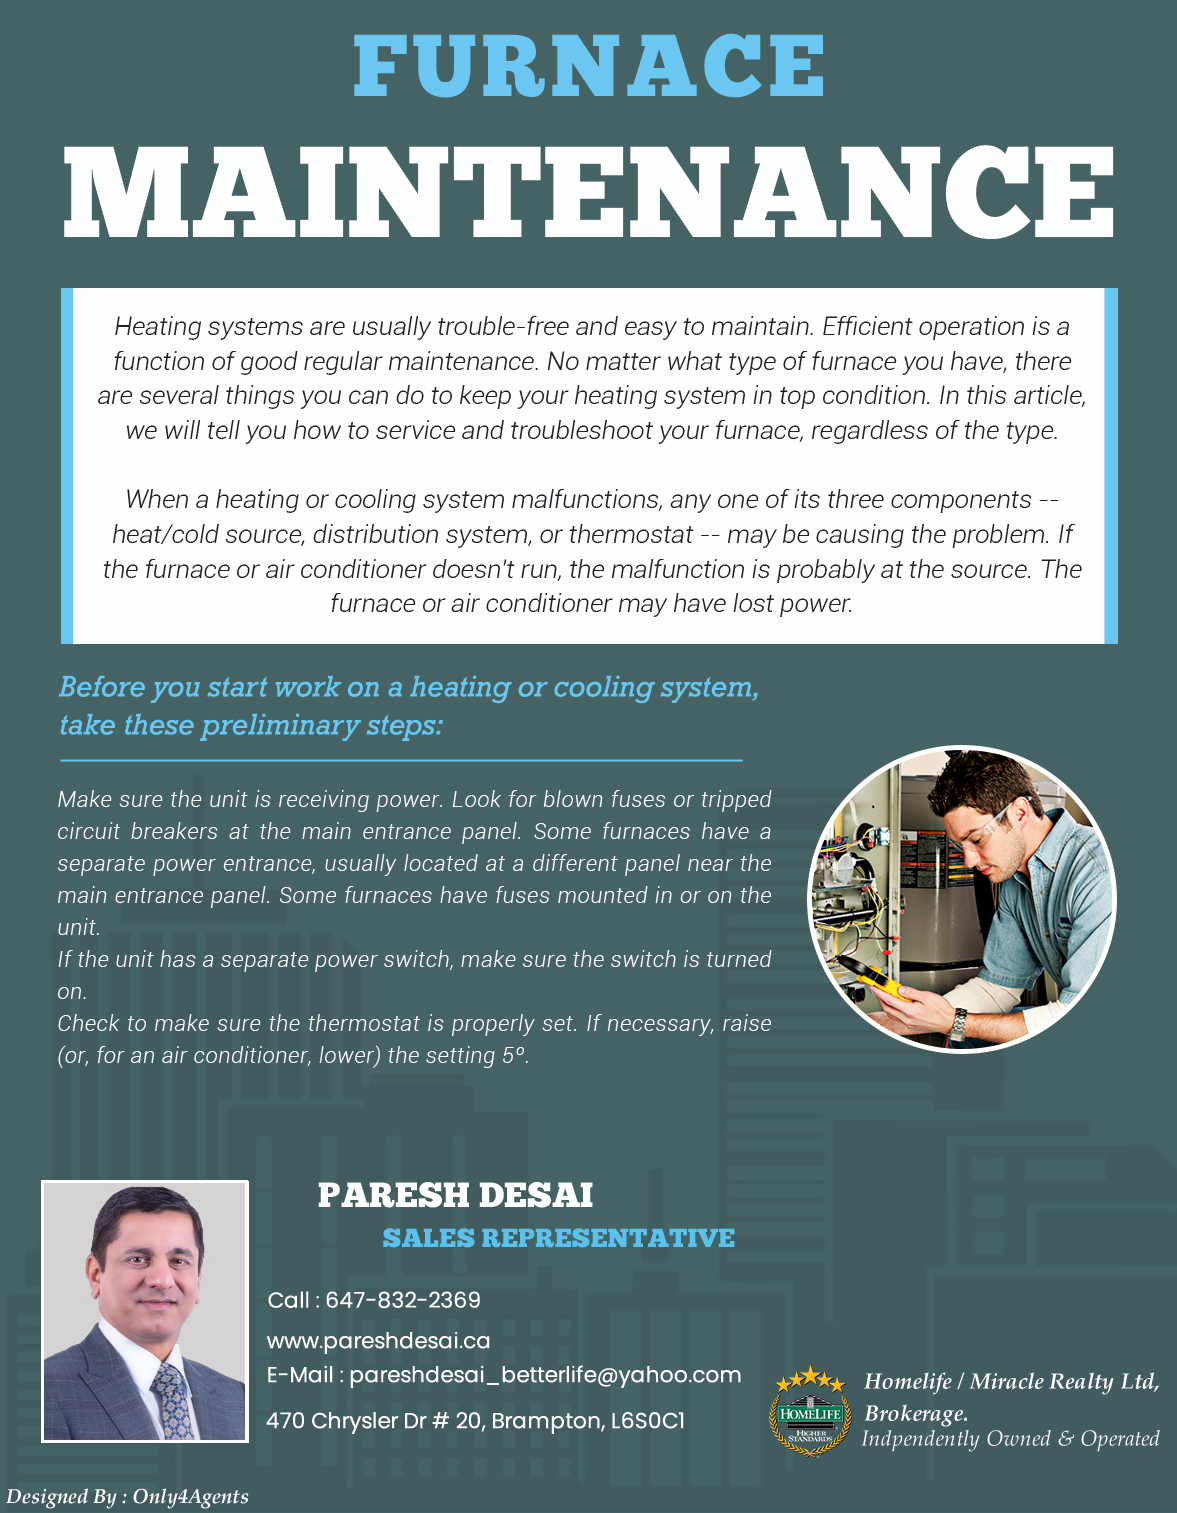 FURNACE
MAINTENANCE
Heating systems are usually trouble-free and easy to maintain. Efficient operation is a
function of good regular maintenance. No matter what type of furnace you have, there
are several things you can do to keep your heating system in top condition. In this article,
we will tell you how to service and troubleshoot your furnace, regardless of the type.
When a heating or cooling system malfunctions, any one of its three components --
heat/cold source, distribution system, or thermostat -- may be causing the problem. If
the furnace or air conditioner doesn't run, the malfunction is probably at the source. The
furnace or air conditioner may have lost power.
Before you start work on a heating or cooling system,
take these preliminary steps:
Make sure the unit is receiving power. Look for blown fuses or tripped
circuit breakers at the main entrance panel. Some furnaces have a
separate power entrance, usually located at a different panel near the
main entrance panel. Some furnaces have fuses mounted in or on the
unit.
If the unit has a separate power switch, make sure the switch is turned
on.
Check to make sure the thermostat is properly set. If necessary, raise
(or, for an air conditioner, lower) the setting 5º.
PARESH DESAI
SALES REPRESENTATIVE
Call : 647-832-2369
www.pareshdesai.ca
E-Mail : pareshdesai_betterlife@yahoo.com
470 Chrysler Dr # 20, Brampton, L6S0C1
HOMELIFE
HIGHER
STANDARDS
Homelife / Miracle Realty Ltd,
Brokerage.
Indpendently Owned & Operated
Designed By : Only4Agents